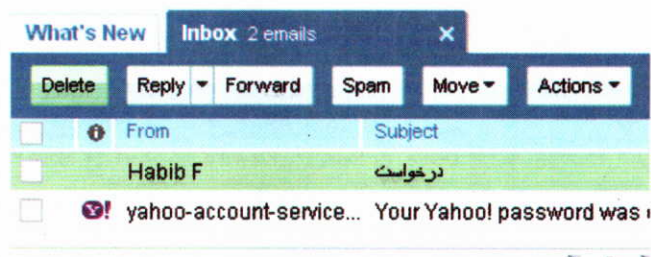 What's New Inbox 2 emails ×
Delete Reply Forward Spam Move Actions
From Subject
Habib F درخواست
Y! yahoo-account-service... Your Yahoo! password was